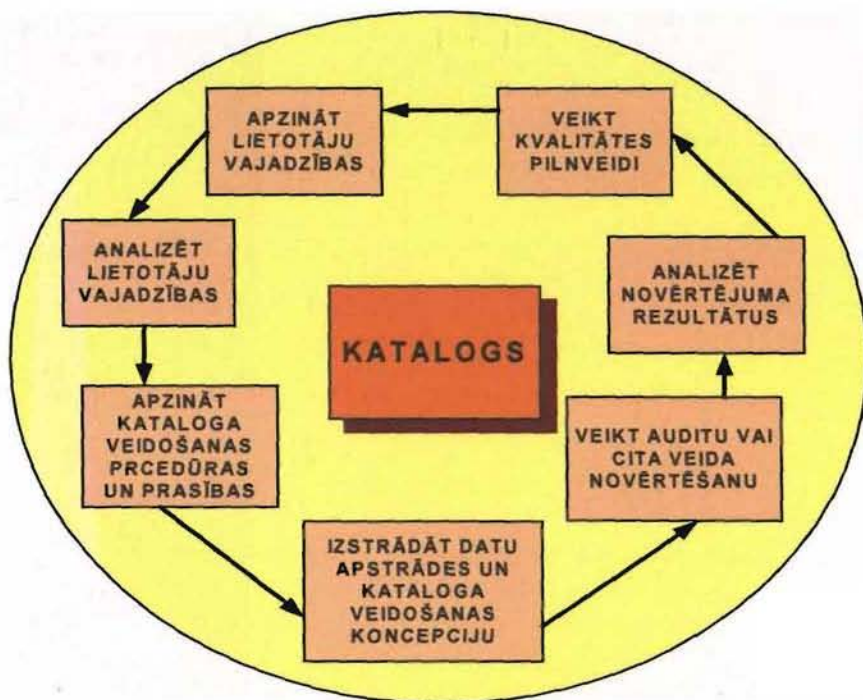 APZINĀT
LIETOTĀJU
VAJADZĪBAS
VEIKT
KVALITĀTES
PILNVEIDI
ANALIZĒT
LIETOTĀJU
VAJADZĪBAS
ANALIZĒT
NOVĒRTĒJUMA
REZULTĀTUS
KATALOGS
APZINĀT
KATALOGA
VEIDOŠANAS
PRCEDŪRAS
UN PRASĪBAS
VEIKT AUDITU VAI
CITA VEIDA
NOVĒRTĒŠANU
IZSTRĀDĀT DATU
APSTRĀDES UN
KATALOGA
VEIDOŠANAS
KONCEPCIJU